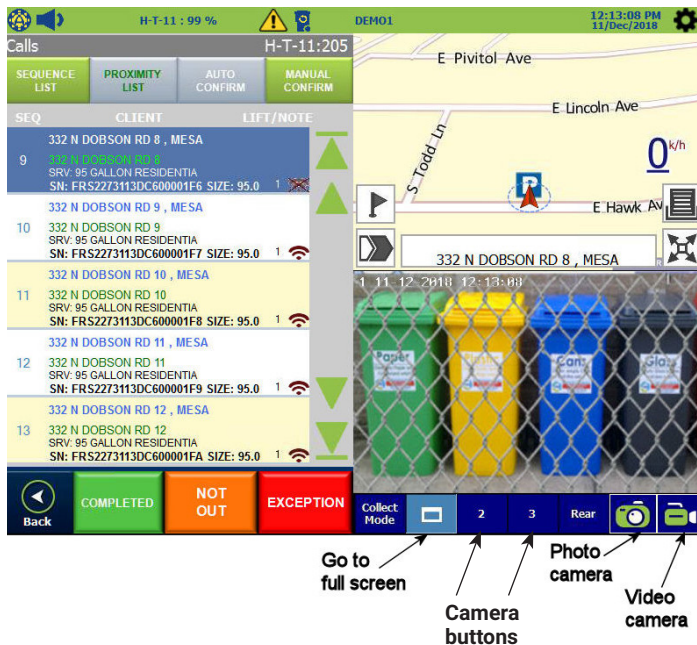 H-T-11 : 99 %
DEMO1
12:13:08 PM
11/Dec/2018
Calls
H-T-11:205
SEQUENCE LIST
PROXIMITY LIST
AUTO CONFIRM
MANUAL CONFIRM
SEQ CLIENT LIFT/NOTE
332 N DOBSON RD 8 , MESA
9 332 N DOBSON RD 8
SRV: 95 GALLON RESIDENTIA
SN: FRS2273113DC600001F6 SIZE: 95.0 1
332 N DOBSON RD 9 , MESA
10 332 N DOBSON RD 9
SRV: 95 GALLON RESIDENTIA
SN: FRS2273113DC600001F7 SIZE: 95.0 1
332 N DOBSON RD 10 , MESA
11 332 N DOBSON RD 10
SRV: 95 GALLON RESIDENTIA
SN: FRS2273113DC600001F8 SIZE: 95.0 1
332 N DOBSON RD 11 , MESA
12 332 N DOBSON RD 11
SRV: 95 GALLON RESIDENTIA
SN: FRS2273113DC600001F9 SIZE: 95.0 1
332 N DOBSON RD 12 , MESA
13 332 N DOBSON RD 12
SRV: 95 GALLON RESIDENTIA
SN: FRS2273113DC600001FA SIZE: 95.0 1
Back
COMPLETED
NOT
OUT
EXCEPTION
E Pivitol Ave
E Lincoln Ave
S Todd Ln
0 k/h
P
E Hawk Av
332 N DOBSON RD 8 , MESA
1 11-12-2018 12:13:08
Paper
Cans
Glass
Collect
Mode
2
3
Rear
Go to
full screen
Camera
buttons
Photo
camera
Video
camera